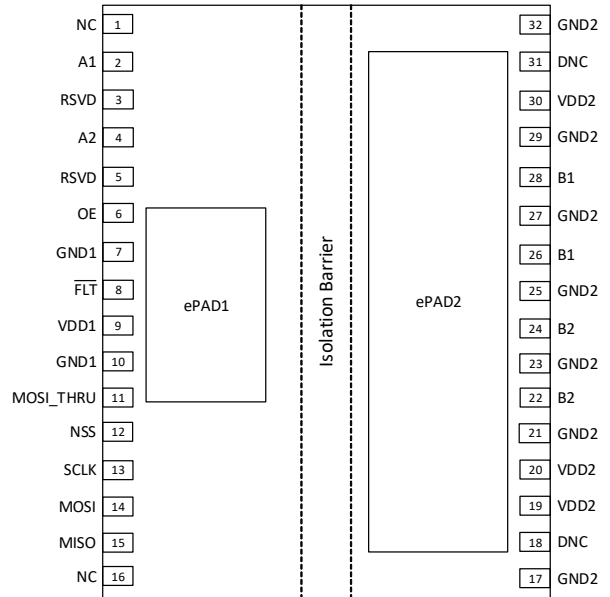 NC 1
A1 2
RSVD 3
A2 4
RSVD 5
OE 6
GND1 7
FLT 8
VDD1 9
GND1 10
MOSI_THRU 11
NSS 12
SCLK 13
MOSI 14
MISO 15
NC 16
ePAD1
Isolation Barrier
ePAD2
32 GND2
31 DNC
30 VDD2
29 GND2
28 B1
27 GND2
26 B1
25 GND2
24 B2
23 GND2
22 B2
21 GND2
20 VDD2
19 VDD2
18 DNC
17 GND2